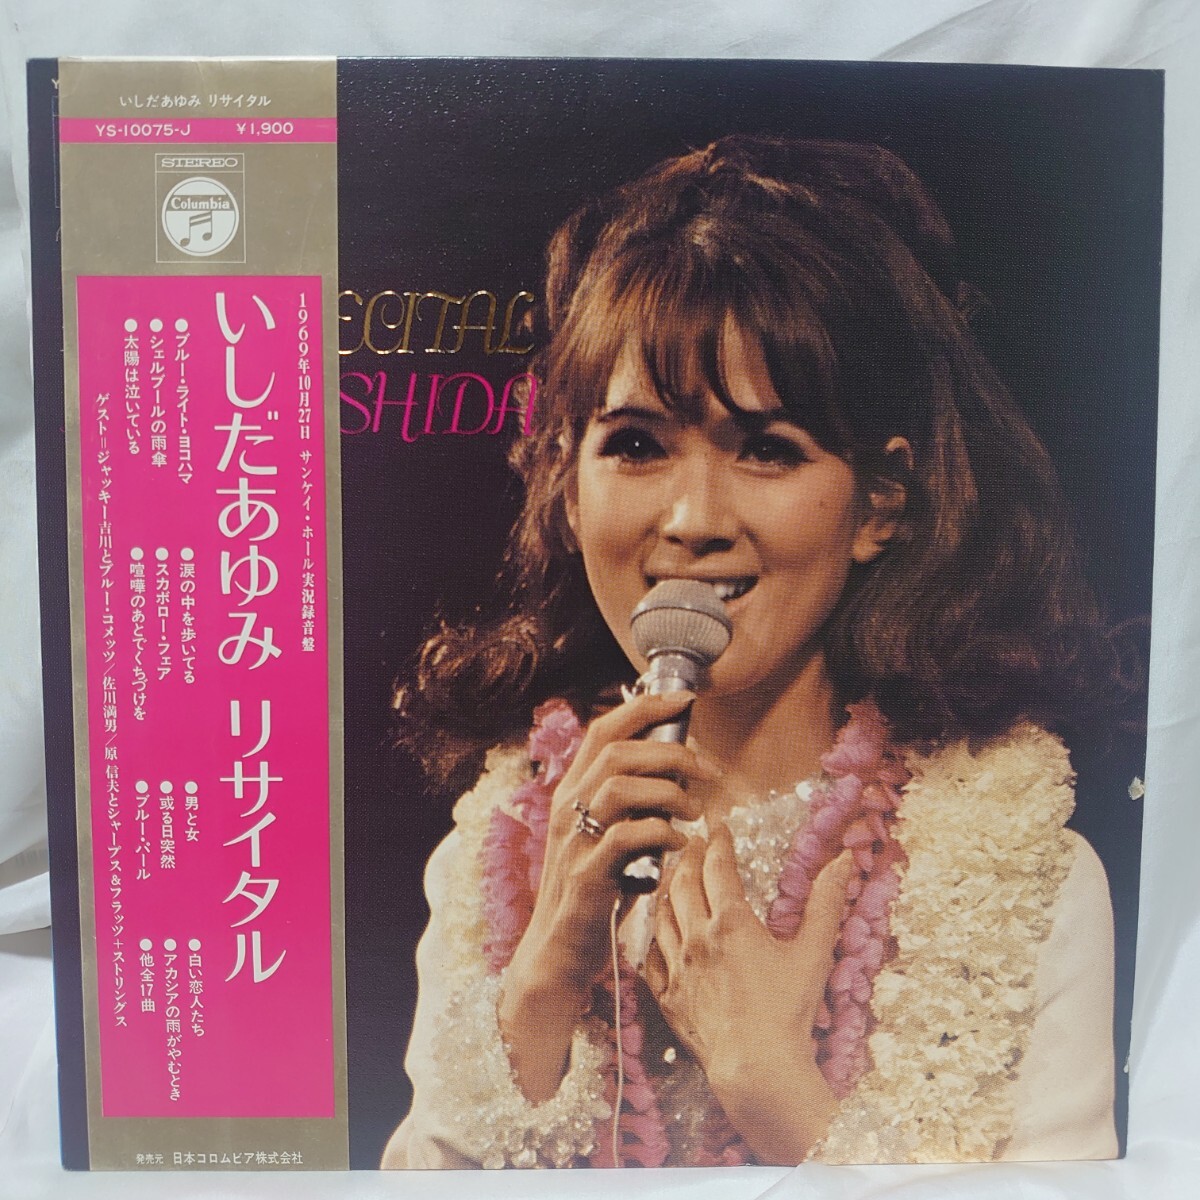 いしだあゆみ リサイタル
YS-10075-J ¥1,900
STEREO
Columbia
1969年10月27日 サンケイ・ホール実況録音盤
いしだあゆみ リサイタル
●ブルー・ライト・ヨコハマ
●シェルブールの雨傘
●太陽は泣いている
●涙の中を歩いてる
●スカボロー・フェア
●喧嘩のあとでくちづけを
●男と女
●或る日突然
●ブルー・パール
●白い恋人たち
●アカシアの雨がやむとき
●他全17曲
ゲスト=ジャッキー吉川とブルー・コメッツ/佐川満男/原 信夫とシャープス&フラッツ+ストリングス
発売元 日本コロムビア株式会社
ECITAL
SHIDA